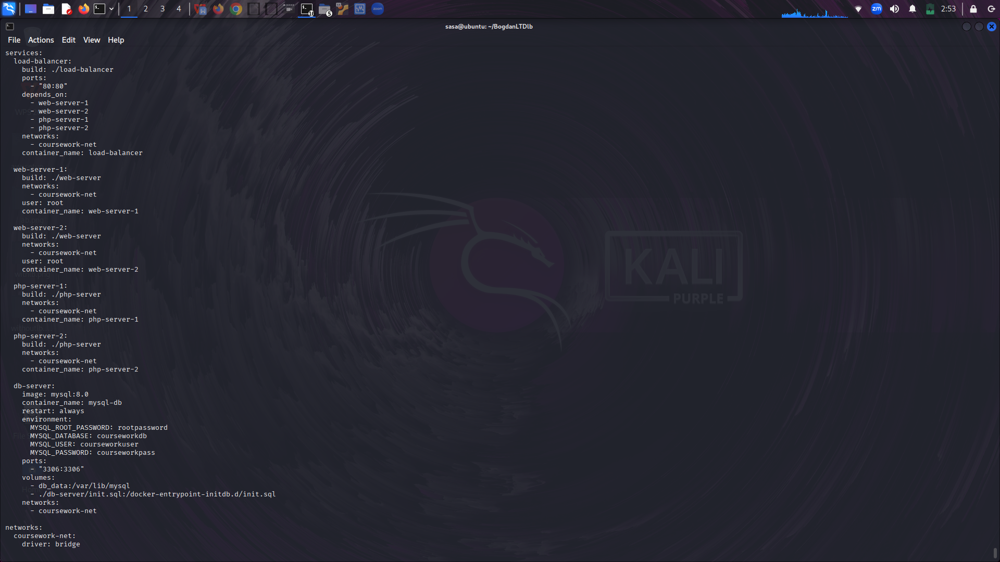 1 2 3 4
16
5
zoom
zm
2:53
sasa@ubuntu: ~/BogdanLTDlb
File Actions Edit View Help
services:
  load-balancer:
    build: ./load-balancer
    ports:
      - "80:80"
    depends_on:
      - web-server-1
      - web-server-2
      - php-server-1
      - php-server-2
    networks:
      - coursework-net
    container_name: load-balancer

  web-server-1:
    build: ./web-server
    networks:
      - coursework-net
    user: root
    container_name: web-server-1

  web-server-2:
    build: ./web-server
    networks:
      - coursework-net
    user: root
    container_name: web-server-2

  php-server-1:
    build: ./php-server
    networks:
      - coursework-net
    container_name: php-server-1

  php-server-2:
    build: ./php-server
    networks:
      - coursework-net
    container_name: php-server-2

  db-server:
    image: mysql:8.0
    container_name: mysql-db
    restart: always
    environment:
      MYSQL_ROOT_PASSWORD: rootpassword
      MYSQL_DATABASE: courseworkdb
      MYSQL_USER: courseworkuser
      MYSQL_PASSWORD: courseworkpass
    ports:
      - "3306:3306"
    volumes:
      - db_data:/var/lib/mysql
      - ./db-server/init.sql:/docker-entrypoint-initdb.d/init.sql
    networks:
      - coursework-net

networks:
  coursework-net:
    driver: bridge
KALI
PURPLE